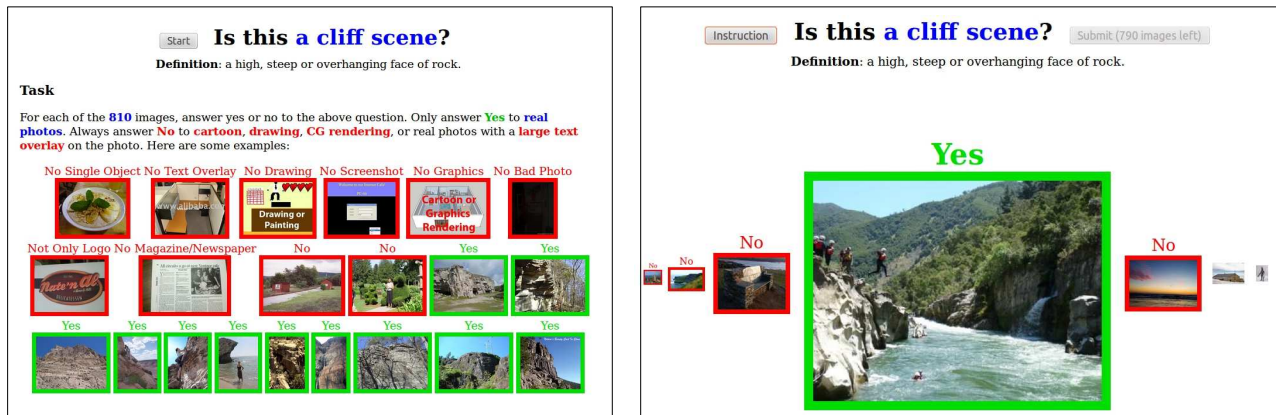 Start Is this a cliff scene?
Definition: a high, steep or overhanging face of rock.
Task
For each of the 810 images, answer yes or no to the above question. Only answer Yes to real
photos. Always answer No to cartoon, drawing, CG rendering, or real photos with a large text
overlay on the photo. Here are some examples:
No Single Object No Text Overlay No Drawing No Screenshot No Graphics No Bad Photo
www.alibaba.co
Drawing or
Painting
Cartoon or
Graphics
Rendering
Not Only Logo No Magazine/Newspaper No No Yes Yes
Nate'n Al
Yes Yes Yes Yes Yes Yes Yes Yes Yes
Instruction Is this a cliff scene? Submit (790 images left)
Definition: a high, steep or overhanging face of rock.
Yes
No No No No